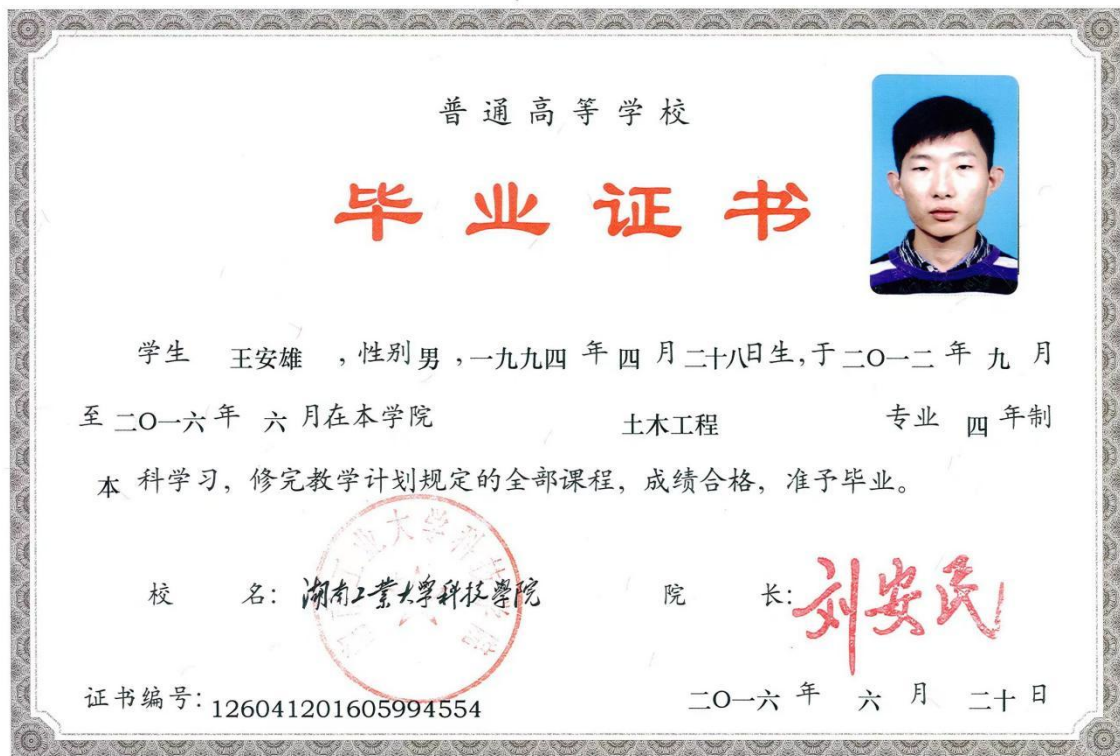 普通高等学校
毕业证书
学生 王安雄 ,性别男,一九九四 年 四 月二十八日生,于二〇一二 年 九 月
至二〇一六年 六 月在本学院 土木工程 专业 四 年制
本 科学习,修完教学计划规定的全部课程,成绩合格,准予毕业。
校 名: 湖南工業大学科技學院 院 长: 刘安民
证书编号: 126041201605994554 二〇一六 年 六 月 二十 日